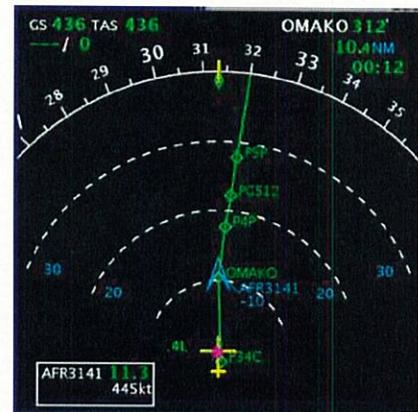 GS 436 TAS 436
---/ 0
OMAKO 312°
10.4NM
00:12
28
29
30
31
32
33
34
35
P5P
PG512
P4P
30
20
OMAKO
AFR3141
-10
20
30
4L
P34C
AFR3141 11.3
445kt